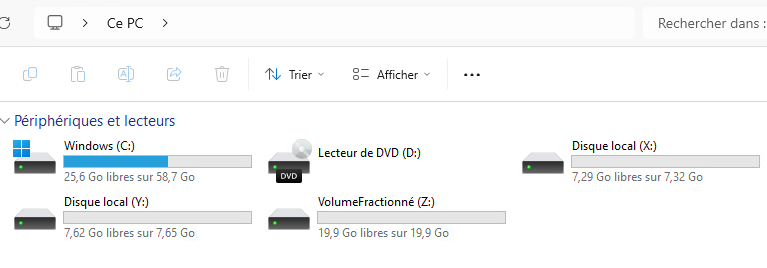 Ce PC
Rechercher dans :
Trier
Afficher
Périphériques et lecteurs
Windows (C:)
25,6 Go libres sur 58,7 Go
Lecteur de DVD (D:)
DVD
Disque local (X:)
7,29 Go libres sur 7,32 Go
Disque local (Y:)
7,62 Go libres sur 7,65 Go
VolumeFractionné (Z:)
19,9 Go libres sur 19,9 Go